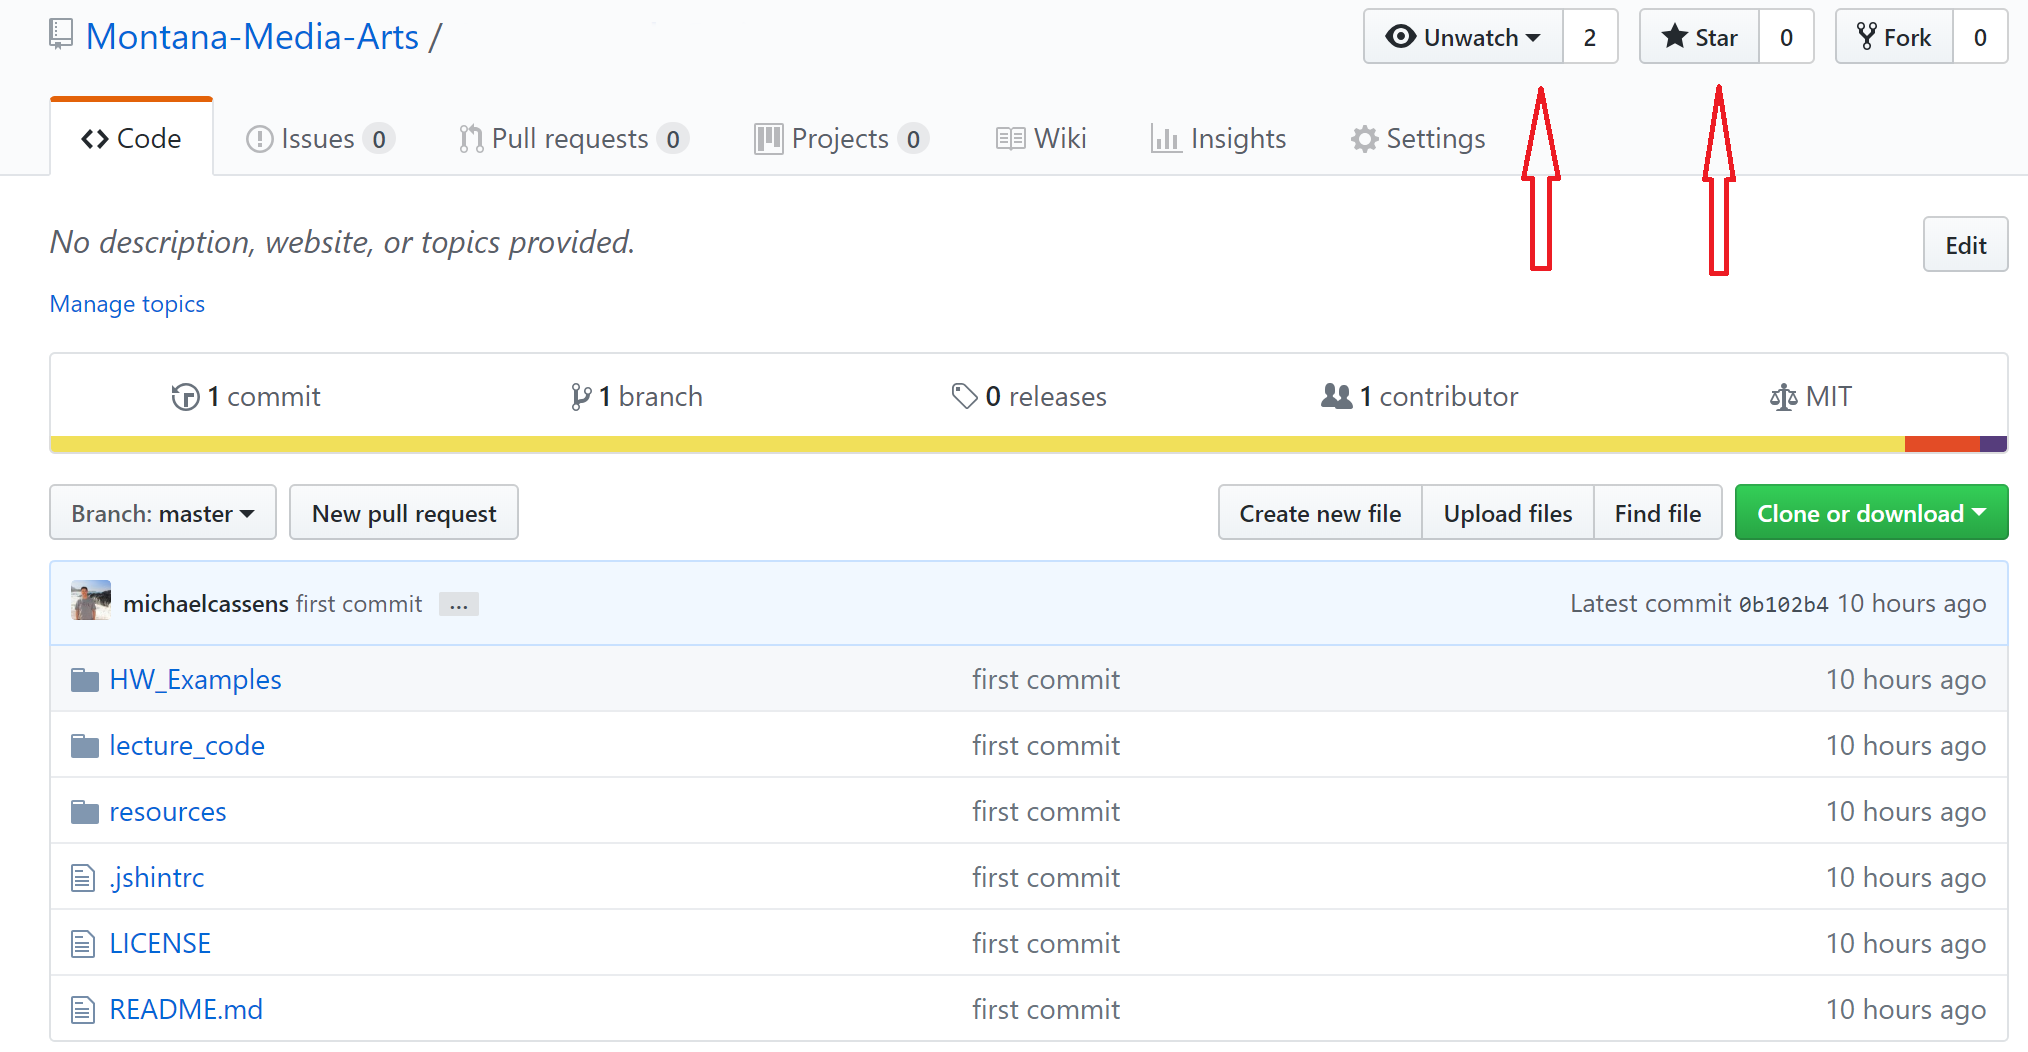 Montana-Media-Arts / Unwatch 2 Star 0 Fork 0
Code Issues 0 Pull requests 0 Projects 0 Wiki Insights Settings
No description, website, or topics provided. Edit
Manage topics
1 commit 1 branch 0 releases 1 contributor MIT
Branch: master New pull request Create new file Upload files Find file Clone or download
michaelcassens first commit ... Latest commit 0b102b4 10 hours ago
HW_Examples first commit 10 hours ago
lecture_code first commit 10 hours ago
resources first commit 10 hours ago
.jshintrc first commit 10 hours ago
LICENSE first commit 10 hours ago
README.md first commit 10 hours ago